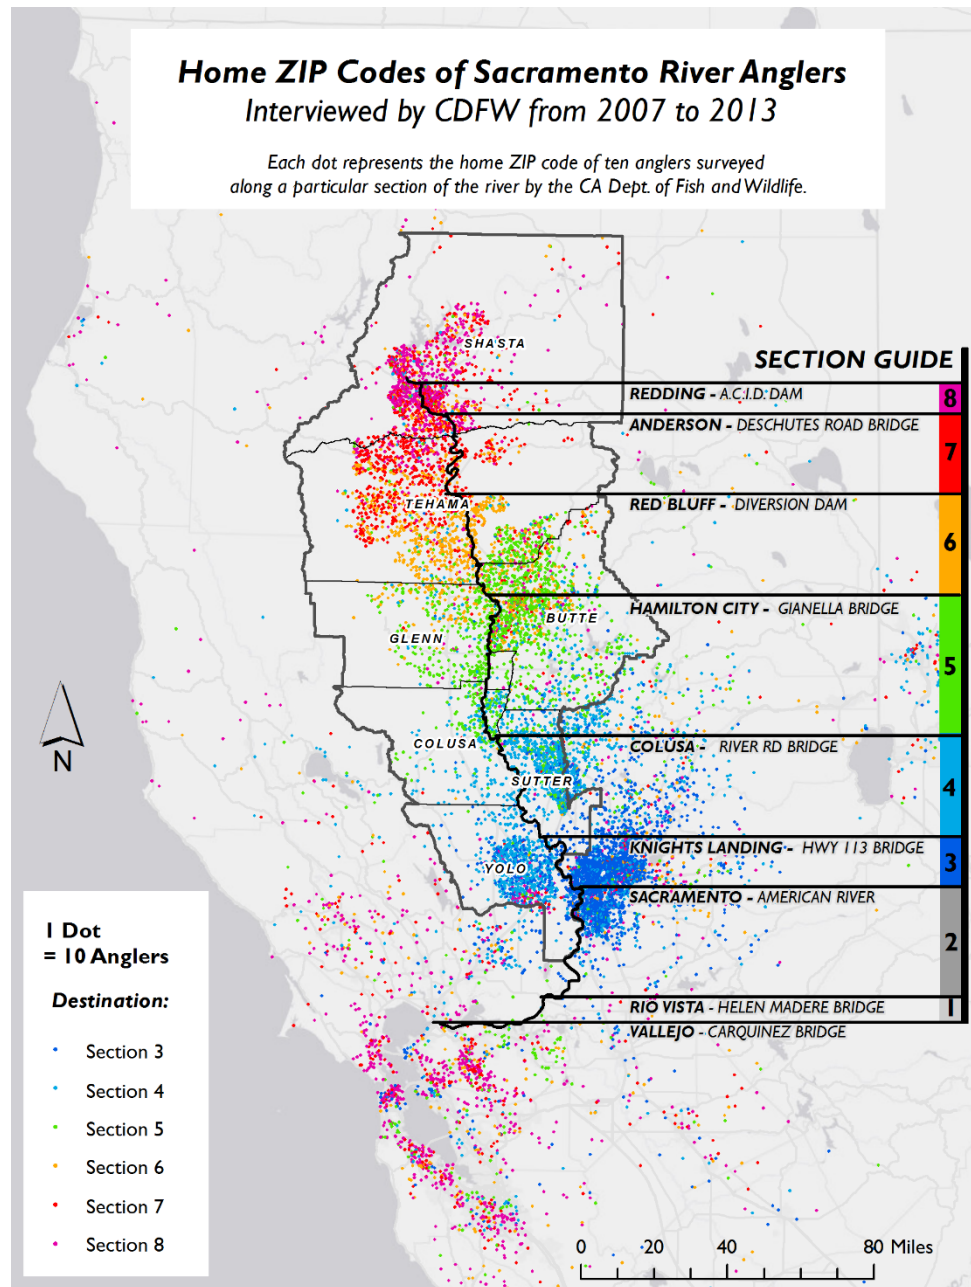 Home ZIP Codes of Sacramento River Anglers
Interviewed by CDFW from 2007 to 2013
Each dot represents the home ZIP code of ten anglers surveyed
along a particular section of the river by the CA Dept. of Fish and Wildlife.
SHASTA
SECTION GUIDE
REDDING - A.C.I.D. DAM
8
ANDERSON - DESCHUTES ROAD BRIDGE
7
TEHAMA
RED BLUFF - DIVERSION DAM
6
HAMILTON CITY - GIANELLA BRIDGE
BUTTE
GLENN
5
N
COLUSA
COLUSA - RIVER RD BRIDGE
SUTTER
4
KNIGHTS LANDING - HWY 113 BRIDGE
YOLO
3
SACRAMENTO - AMERICAN RIVER
2
RIO VISTA - HELEN MADERE BRIDGE
1
VALLEJO - CARQUINEZ BRIDGE
1 Dot
= 10 Anglers
Destination:
Section 3
Section 4
Section 5
Section 6
Section 7
Section 8
0 20 40 80 Miles